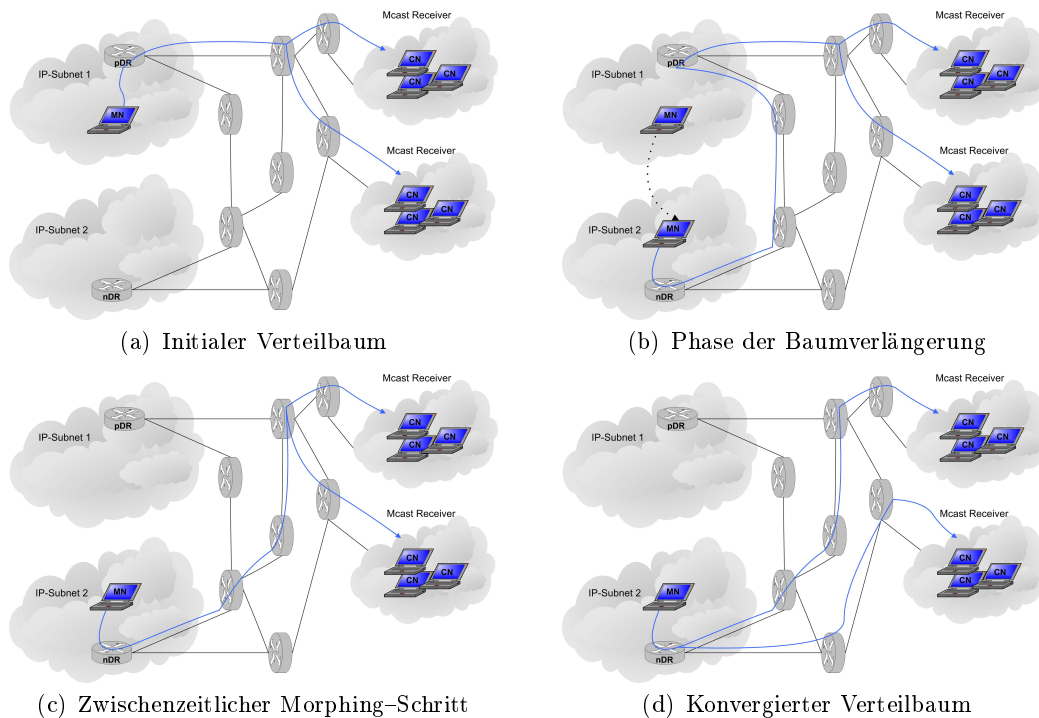 Mcast Receiver
pDR
IP-Subnet 1
CN
CN
CN
MN
Mcast Receiver
CN
CN
CN
IP-Subnet 2
nDR
(a) Initialer Verteilbaum
Mcast Receiver
pDR
IP-Subnet 1
CN
CN
CN
MN
Mcast Receiver
CN
CN
CN
IP-Subnet 2
MN
nDR
(b) Phase der Baumverlängerung
Mcast Receiver
pDR
IP-Subnet 1
CN
CN
CN
Mcast Receiver
CN
CN
CN
IP-Subnet 2
MN
nDR
(c) Zwischenzeitlicher Morphing–Schritt
Mcast Receiver
pDR
IP-Subnet 1
CN
CN
CN
Mcast Receiver
CN
CN
CN
IP-Subnet 2
MN
nDR
(d) Konvergierter Verteilbaum